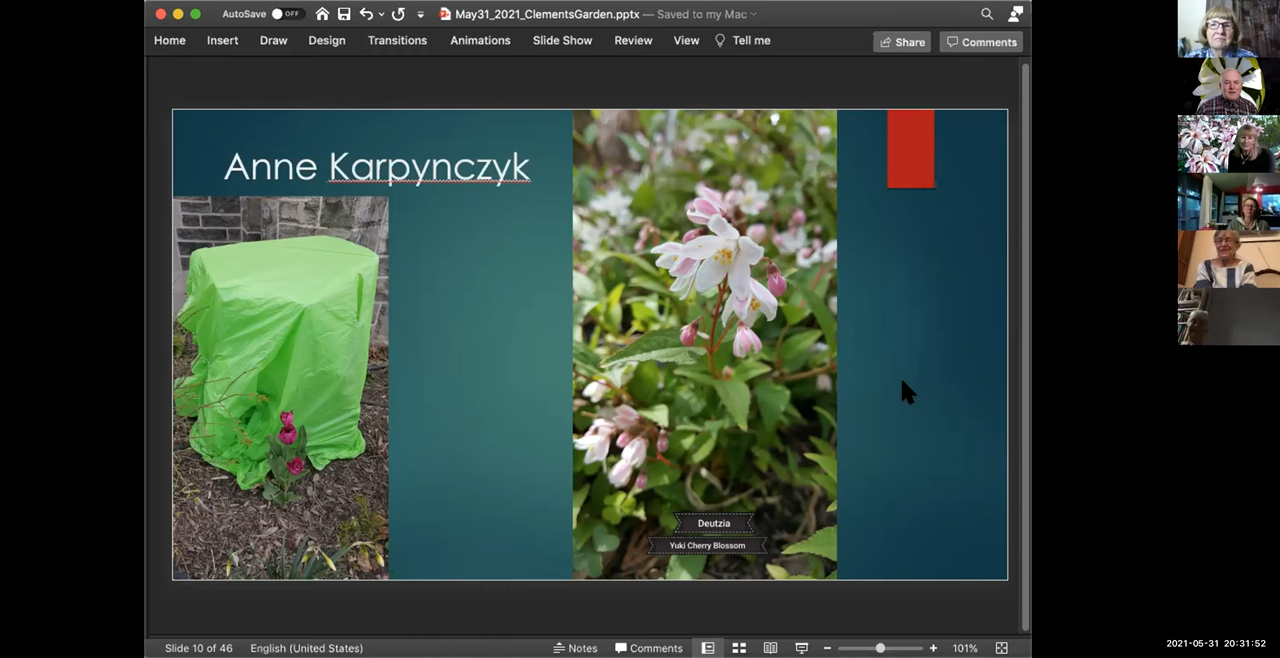 AutoSave OFF May31_2021_ClementsGarden.pptx — Saved to my Mac
Home Insert Draw Design Transitions Animations Slide Show Review View Tell me Share Comments
Anne Karpynczyk
Deutzia
Yuki Cherry Blossom
2021-05-31 20:31:52
Slide 10 of 46 English (United States) Notes Comments 101%